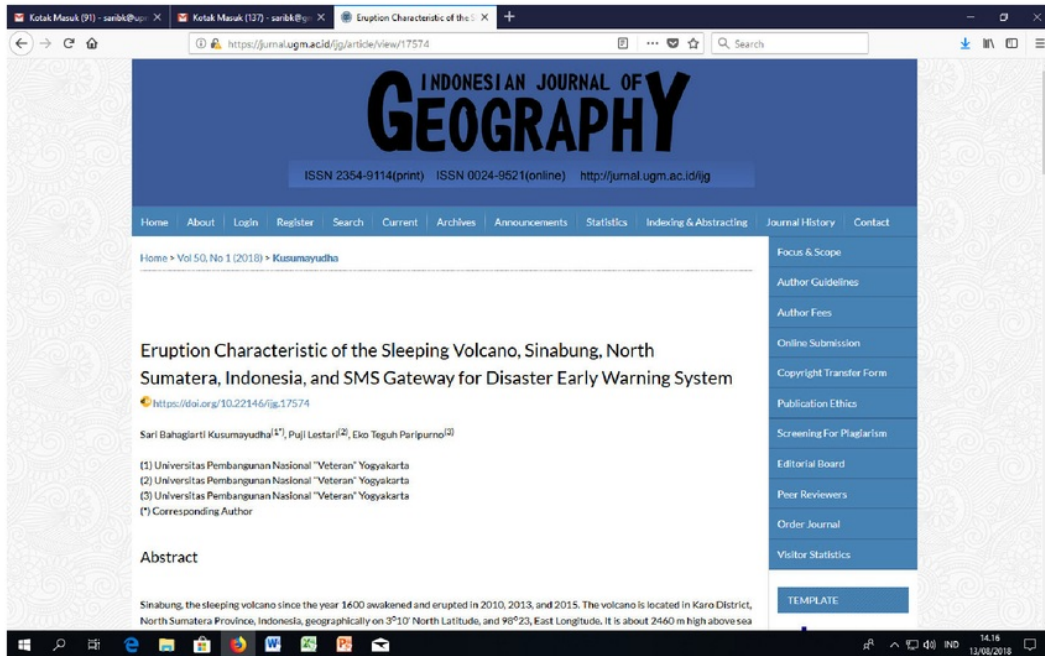 Kotak Masuk (91) - saribk@up
Kotak Masuk (137) - saribk@g
Eruption Characteristic of the S
https://jurnal.ugm.ac.id/ijg/article/view/17574
Search
INDONESIAN JOURNAL OF
GEOGRAPHY
ISSN 2354-9114(print) ISSN 0024-9521(online) http://jurnal.ugm.ac.id/ijg
Home About Login Register Search Current Archives Announcements Statistics Indexing & Abstracting Journal History Contact
Home > Vol 50, No 1 (2018) > Kusumayudha
Eruption Characteristic of the Sleeping Volcano, Sinabung, North
Sumatera, Indonesia, and SMS Gateway for Disaster Early Warning System
https://doi.org/10.22146/ijg.17574
Sari Bahagiarti Kusumayudha(1*), Puji Lestari(2), Eko Teguh Paripurno(3)
(1) Universitas Pembangunan Nasional "Veteran" Yogyakarta
(2) Universitas Pembangunan Nasional "Veteran" Yogyakarta
(3) Universitas Pembangunan Nasional "Veteran" Yogyakarta
(*) Corresponding Author
Abstract
Sinabung, the sleeping volcano since the year 1600 awakened and erupted in 2010, 2013, and 2015. The volcano is located in Karo District,
North Sumatera Province, Indonesia, geographically on 3°10' North Latitude, and 98°23, East Longitude. It is about 2460 m high above sea
Focus & Scope
Author Guidelines
Author Fees
Online Submission
Copyright Transfer Form
Publication Ethics
Screening For Plagiarism
Editorial Board
Peer Reviewers
Order Journal
Visitor Statistics
TEMPLATE
IND
14.16
13/08/2018